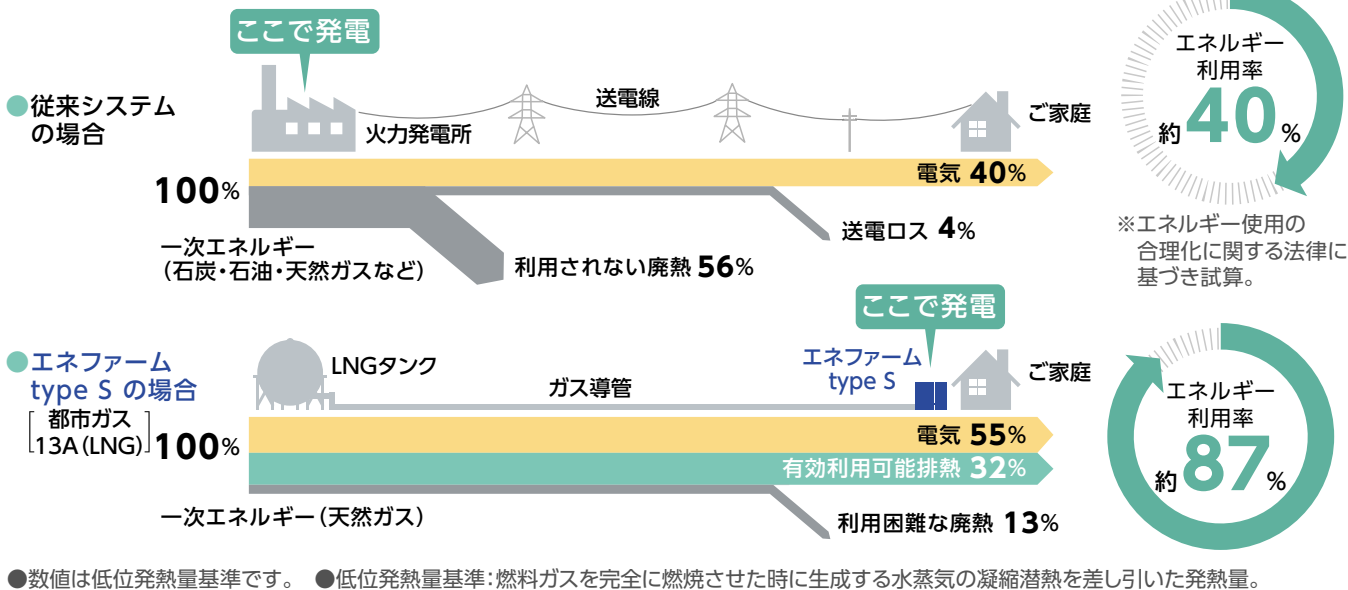 ここで発電
●従来システム
の場合
火力発電所
送電線
ご家庭
100%
電気 40%
一次エネルギー
(石炭・石油・天然ガスなど)
利用されない廃熱 56%
送電ロス 4%
エネルギー
利用率
約40%
※エネルギー使用の
合理化に関する法律に
基づき試算。
ここで発電
●エネファーム
type S の場合
[都市ガス
13A(LNG)]
LNGタンク
ガス導管
エネファーム
type S
ご家庭
100%
電気 55%
有効利用可能排熱 32%
一次エネルギー(天然ガス)
利用困難な廃熱 13%
エネルギー
利用率
約87%
●数値は低位発熱量基準です。 ●低位発熱量基準:燃料ガスを完全に燃焼させた時に生成する水蒸気の凝縮潜熱を差し引いた発熱量。